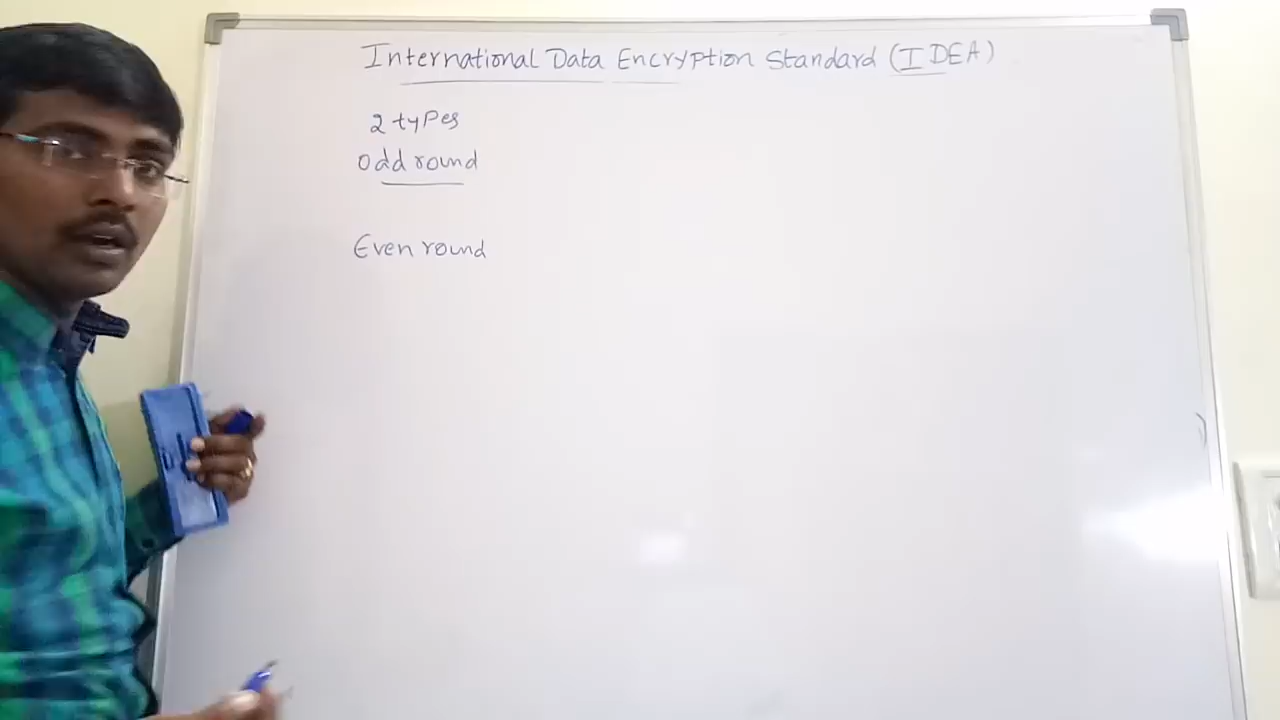 International Data Encryption Standard (IDEA)
2 types
Odd round
Even round